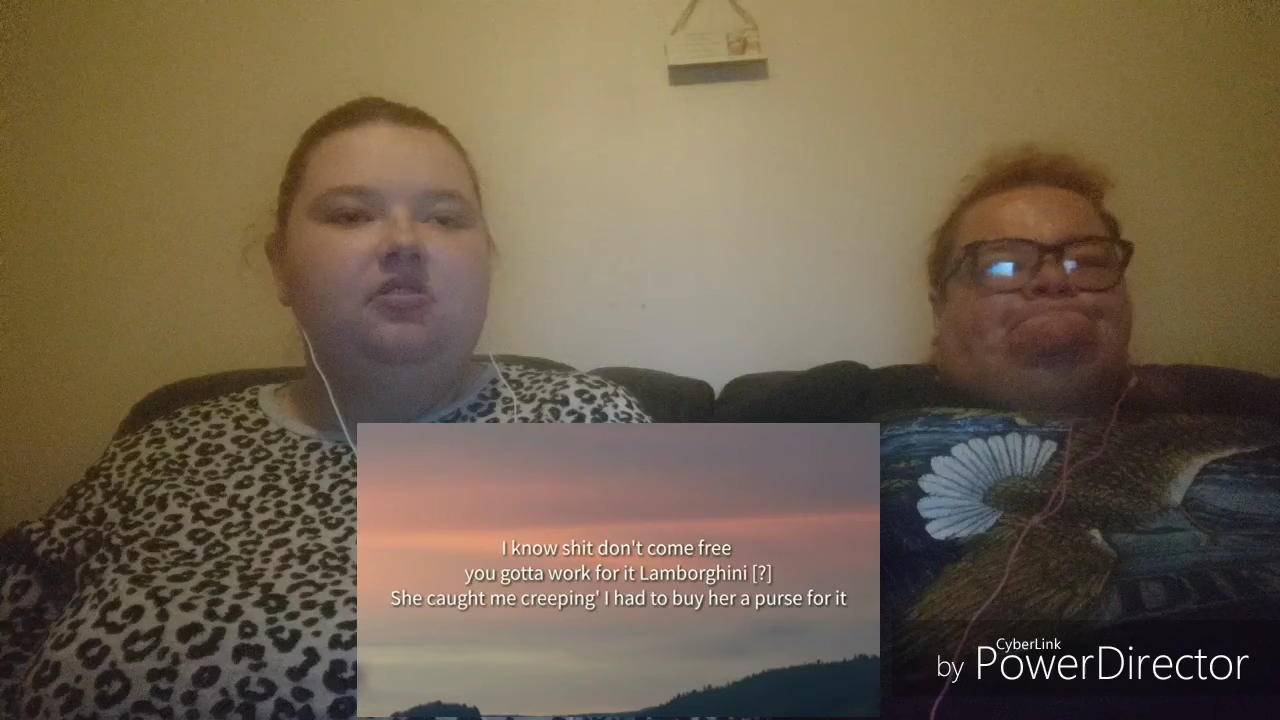 I know shit don't come free
you gotta work for it Lamborghini [?]
She caught me creeping' I had to buy her a purse for it
CyberLink
by PowerDirector